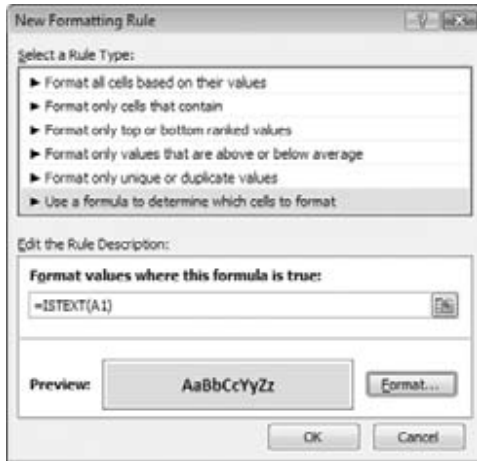 New Formatting Rule
Select a Rule Type:
► Format all cells based on their values
► Format only cells that contain
► Format only top or bottom ranked values
► Format only values that are above or below average
► Format only unique or duplicate values
► Use a formula to determine which cells to format
Edit the Rule Description:
Format values where this formula is true:
=ISTEXT(A1)
Preview: AaBbCcYyZz Format...
OK Cancel